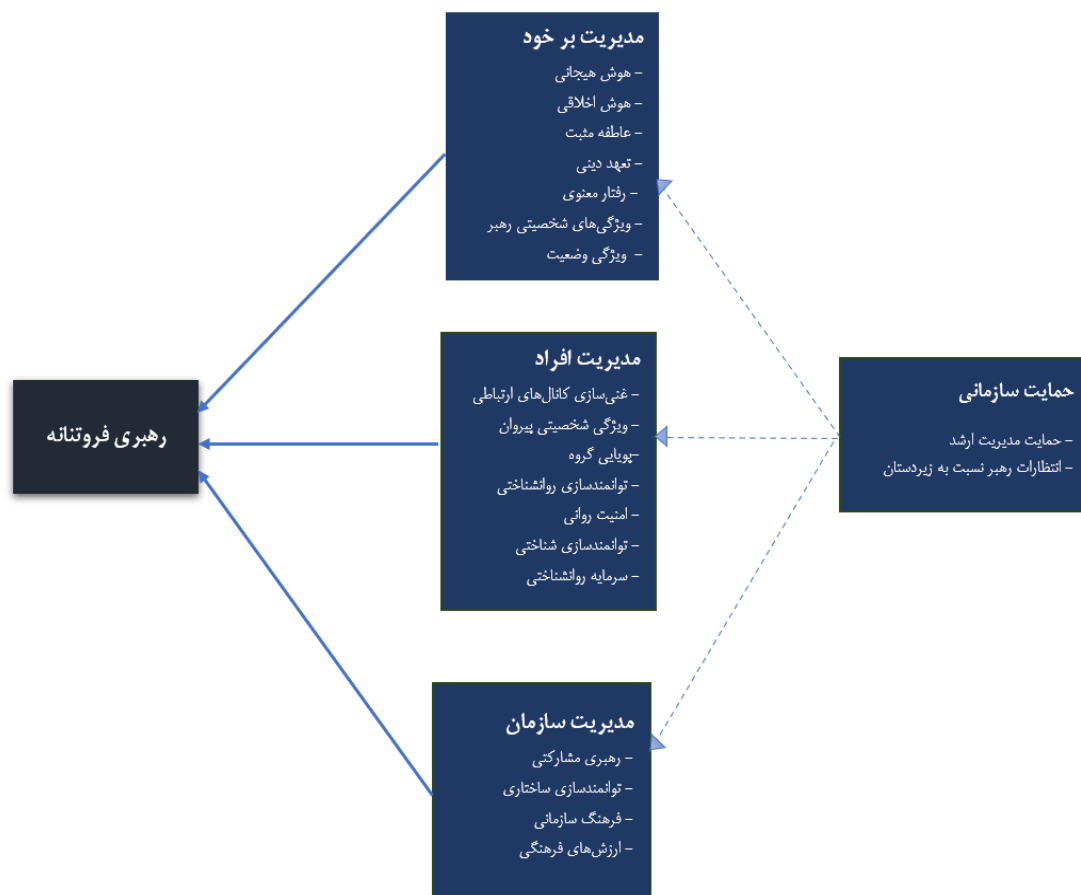 مدیریت بر خود
- هوش هیجانی
- هوش اخلاقی
- عاطفه مثبت
- تعهد دینی
- رفتار معنوی
- ویژگی‌های شخصیتی رهبر
- ویژگی وضعیت
مدیریت افراد
- غنی‌سازی کانال‌های ارتباطی
- ویژگی شخصیتی پیروان
-پویایی گروه
- توانمندسازی روانشناختی
- امنیت روانی
- توانمندسازی شناختی
- سرمایه روانشناختی
مدیریت سازمان
- رهبری مشارکتی
- توانمندسازی ساختاری
- فرهنگ سازمانی
- ارزش‌های فرهنگی
حمایت سازمانی
- حمایت مدیریت ارشد
- انتظارات رهبر نسبت به زیردستان
رهبری فروتنانه